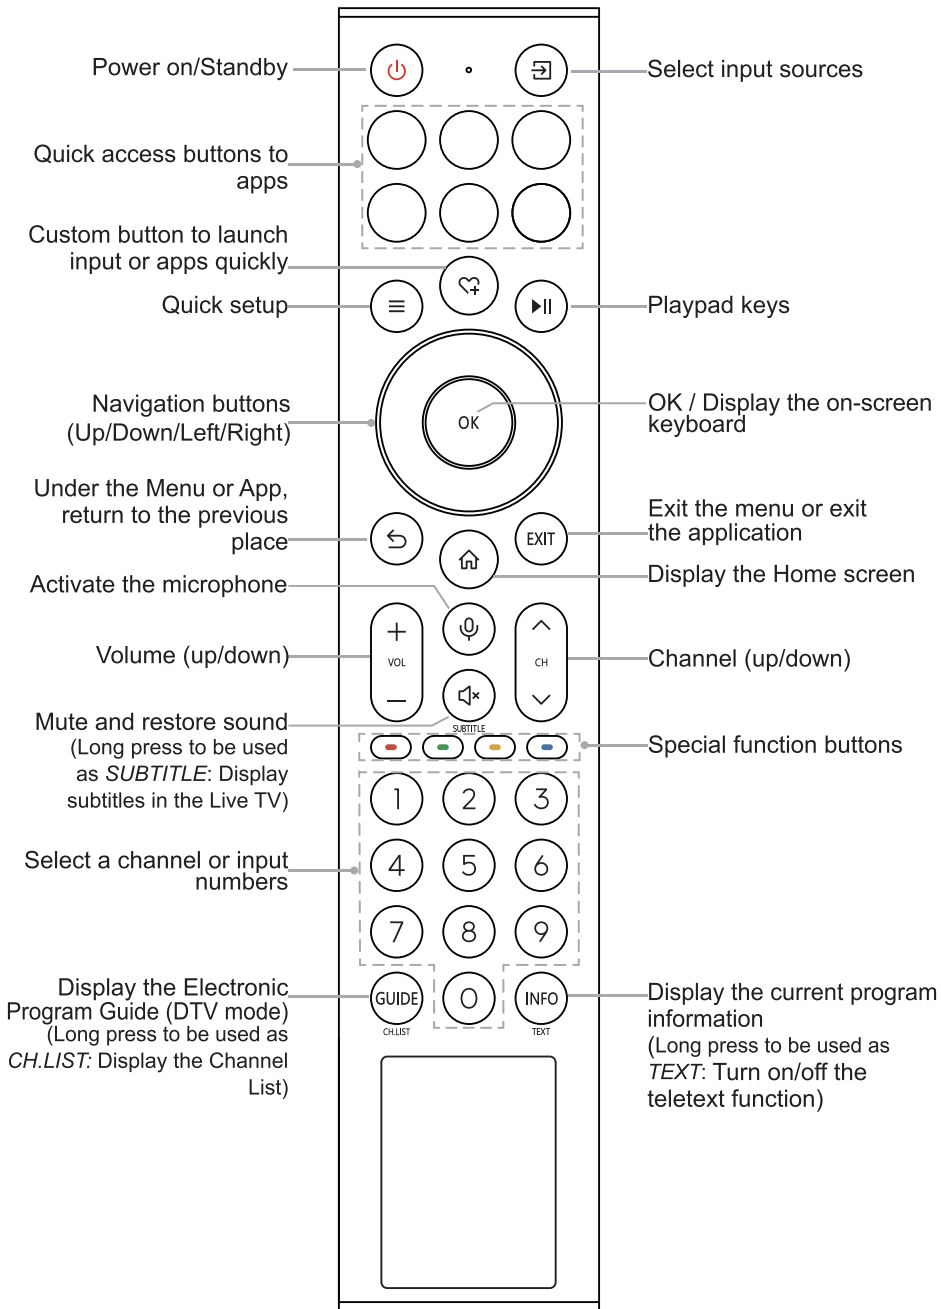 Power on/Standby
Select input sources
Quick access buttons to
apps
Custom button to launch
input or apps quickly
Quick setup
Playpad keys
Navigation buttons
(Up/Down/Left/Right)
OK
OK / Display the on-screen
keyboard
Under the Menu or App,
return to the previous
place
EXIT
Exit the menu or exit
the application
Display the Home screen
Activate the microphone
Volume (up/down)
+
VOL
—
CH
Channel (up/down)
Mute and restore sound
(Long press to be used
as SUBTITLE: Display
subtitles in the Live TV)
SUBTITLE
Special function buttons
1 2 3
4 5 6
7 8 9
Select a channel or input
numbers
Display the Electronic
Program Guide (DTV mode)
(Long press to be used as
CH.LIST: Display the Channel
List)
GUIDE 0 INFO
CH.LIST TEXT
Display the current program
information
(Long press to be used as
TEXT: Turn on/off the
teletext function)